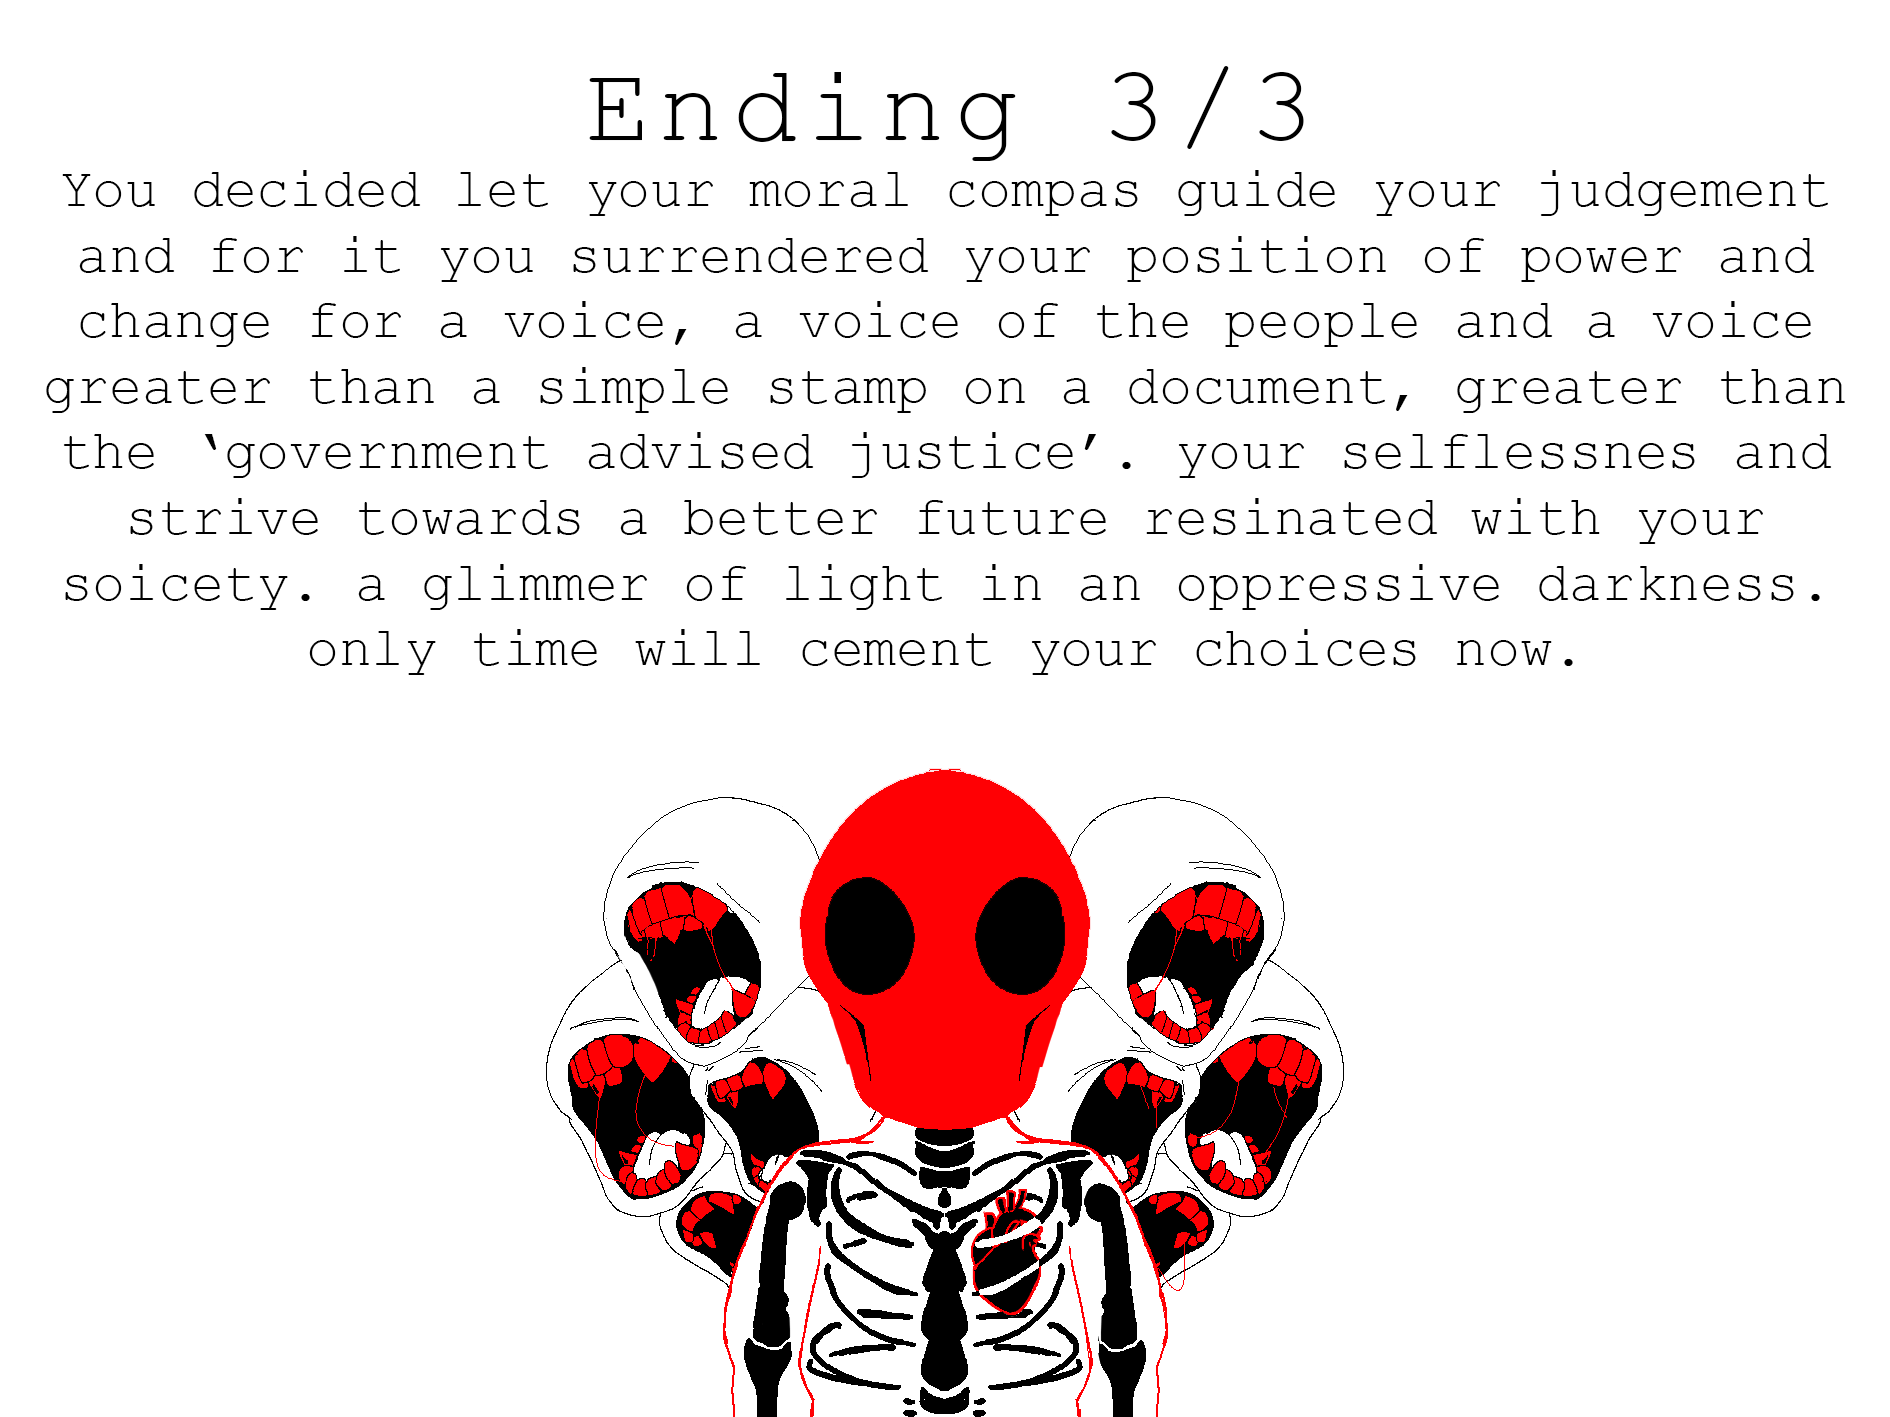 Ending 3/3
You decided let your moral compas guide your judgement
and for it you surrendered your position of power and
change for a voice, a voice of the people and a voice
greater than a simple stamp on a document, greater than
the ‘government advised justice’. your selflessnes and
strive towards a better future resinated with your
soicety. a glimmer of light in an oppressive darkness.
only time will cement your choices now.